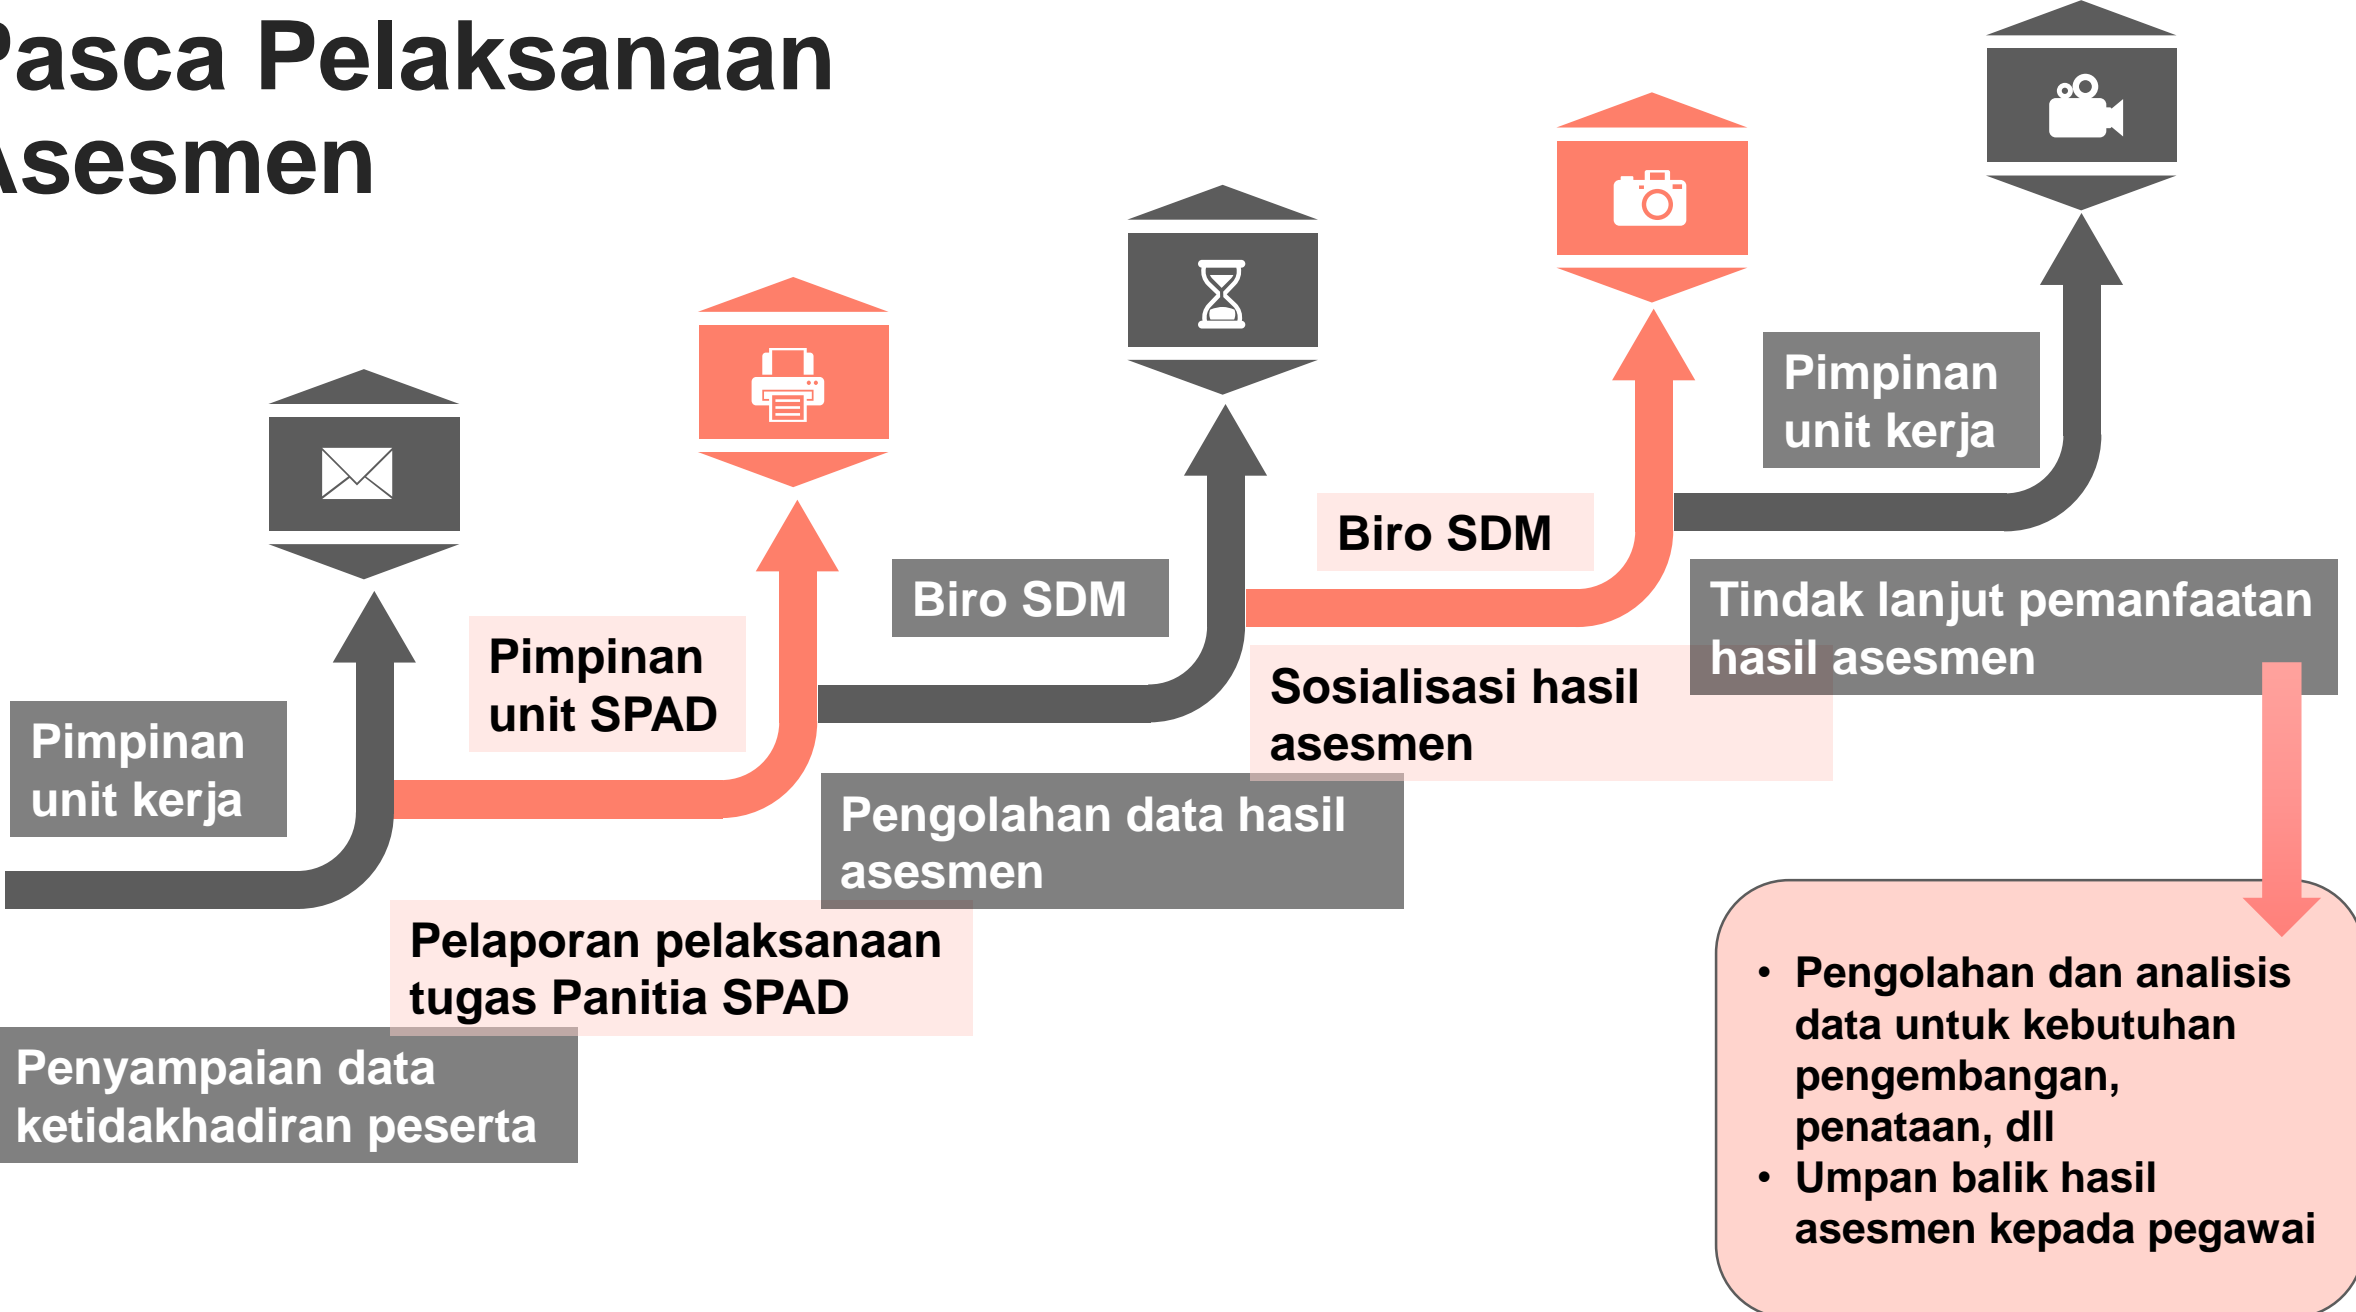 Pasca Pelaksanaan
Asesmen
Pimpinan
unit kerja
Penyampaian data
ketidakhadiran peserta
Pimpinan
unit SPAD
Pelaporan pelaksanaan
tugas Panitia SPAD
Biro SDM
Pengolahan data hasil
asesmen
Biro SDM
Sosialisasi hasil
asesmen
Pimpinan
unit kerja
Tindak lanjut pemanfaatan
hasil asesmen
• Pengolahan dan analisis
data untuk kebutuhan
pengembangan,
penataan, dll
• Umpan balik hasil
asesmen kepada pegawai